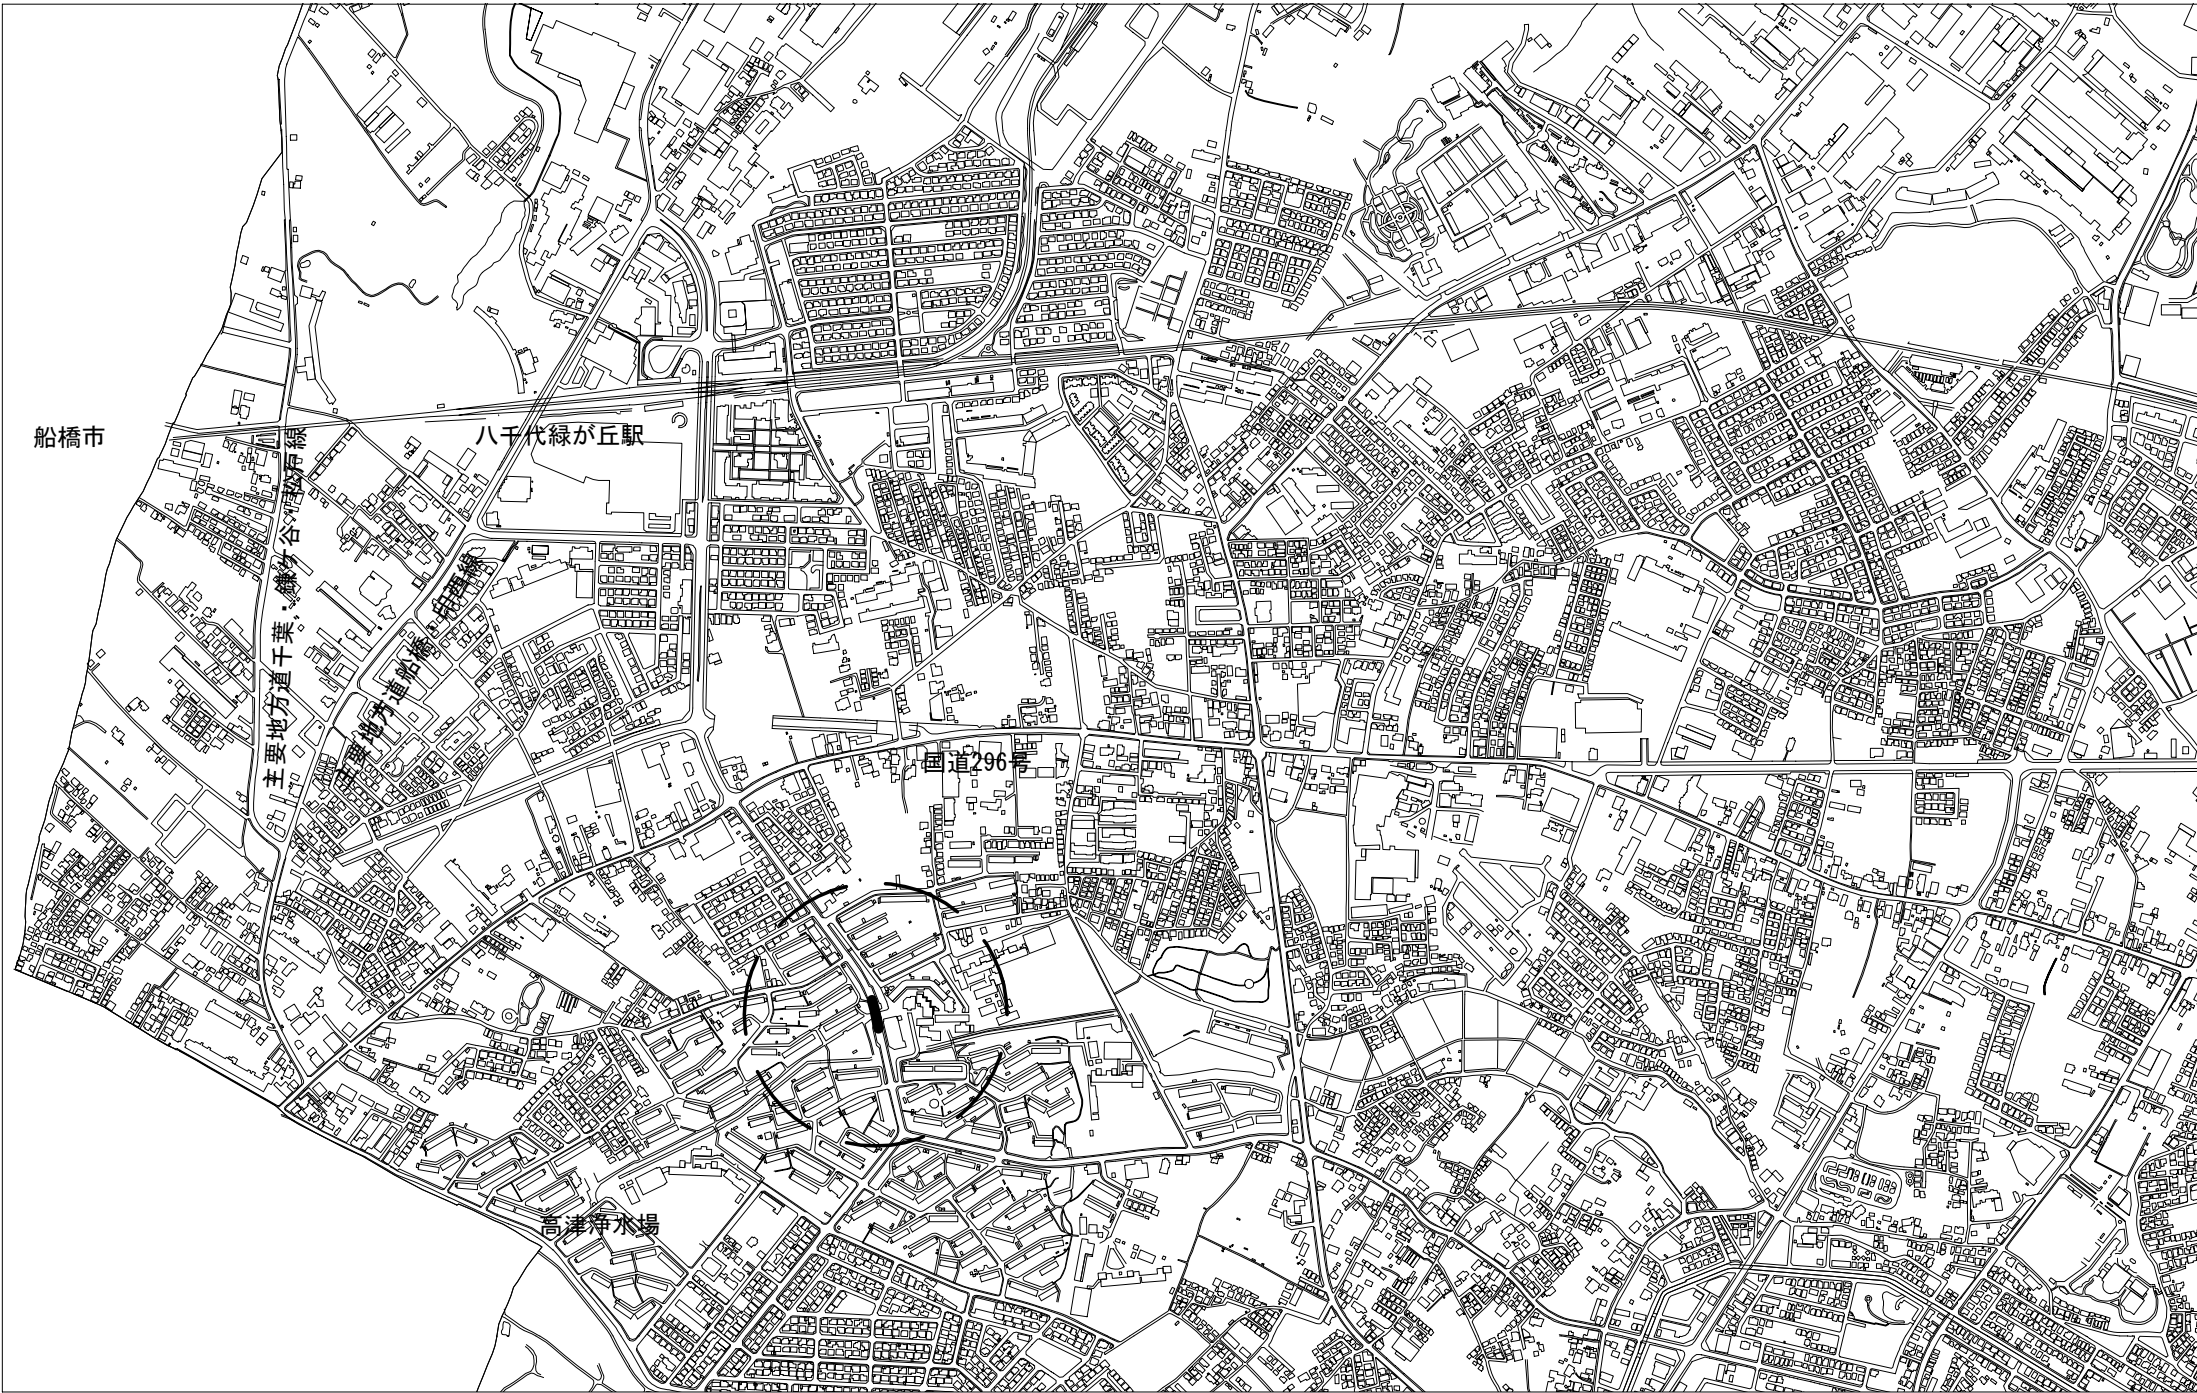 船橋市
八千代緑が丘駅
主要地方道千葉・鎌ケ谷・松戸線
主要地方道船橋・印西線
国道296号
高津浄水場